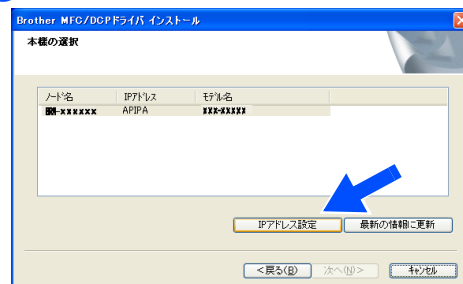 Brother MFC/DCPドライバ インストール
本機の選択
ノード名 IPアドレス モデル名
BRN-xxxxxx APIPA XXX-XXXXX
IPアドレス設定 最新の情報に更新
<戻る(B) 次へ(N)> キャンセル